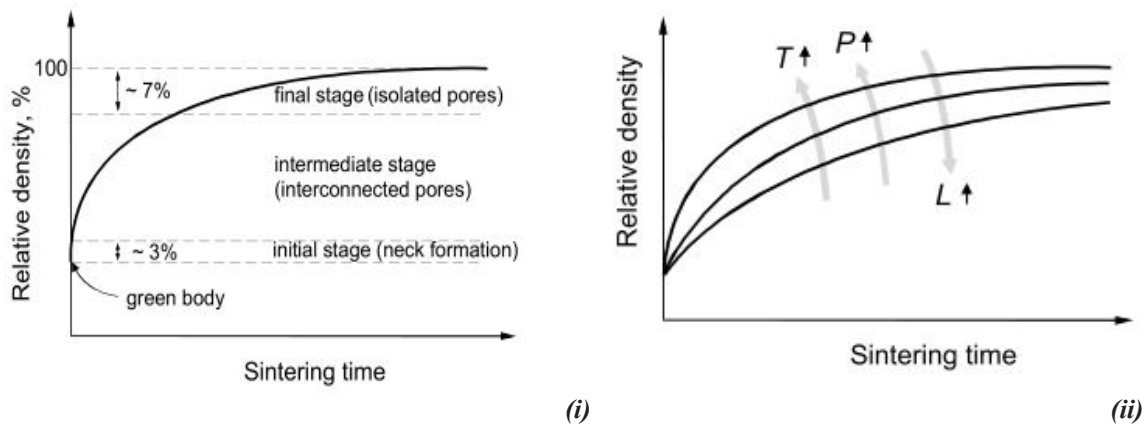 Relative density, %
100
~ 7%
final stage (isolated pores)
intermediate stage
(interconnected pores)
~ 3%
initial stage (neck formation)
green body
Sintering time
(i)
Relative density
T
P
L
Sintering time
(ii)